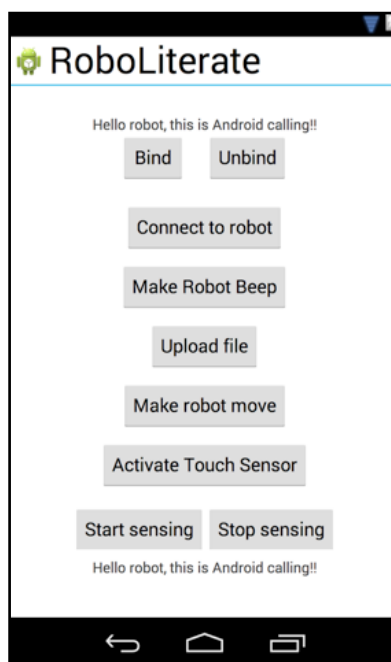 RoboLiterate
Hello robot, this is Android calling!!
Bind Unbind
Connect to robot
Make Robot Beep
Upload file
Make robot move
Activate Touch Sensor
Start sensing Stop sensing
Hello robot, this is Android calling!!